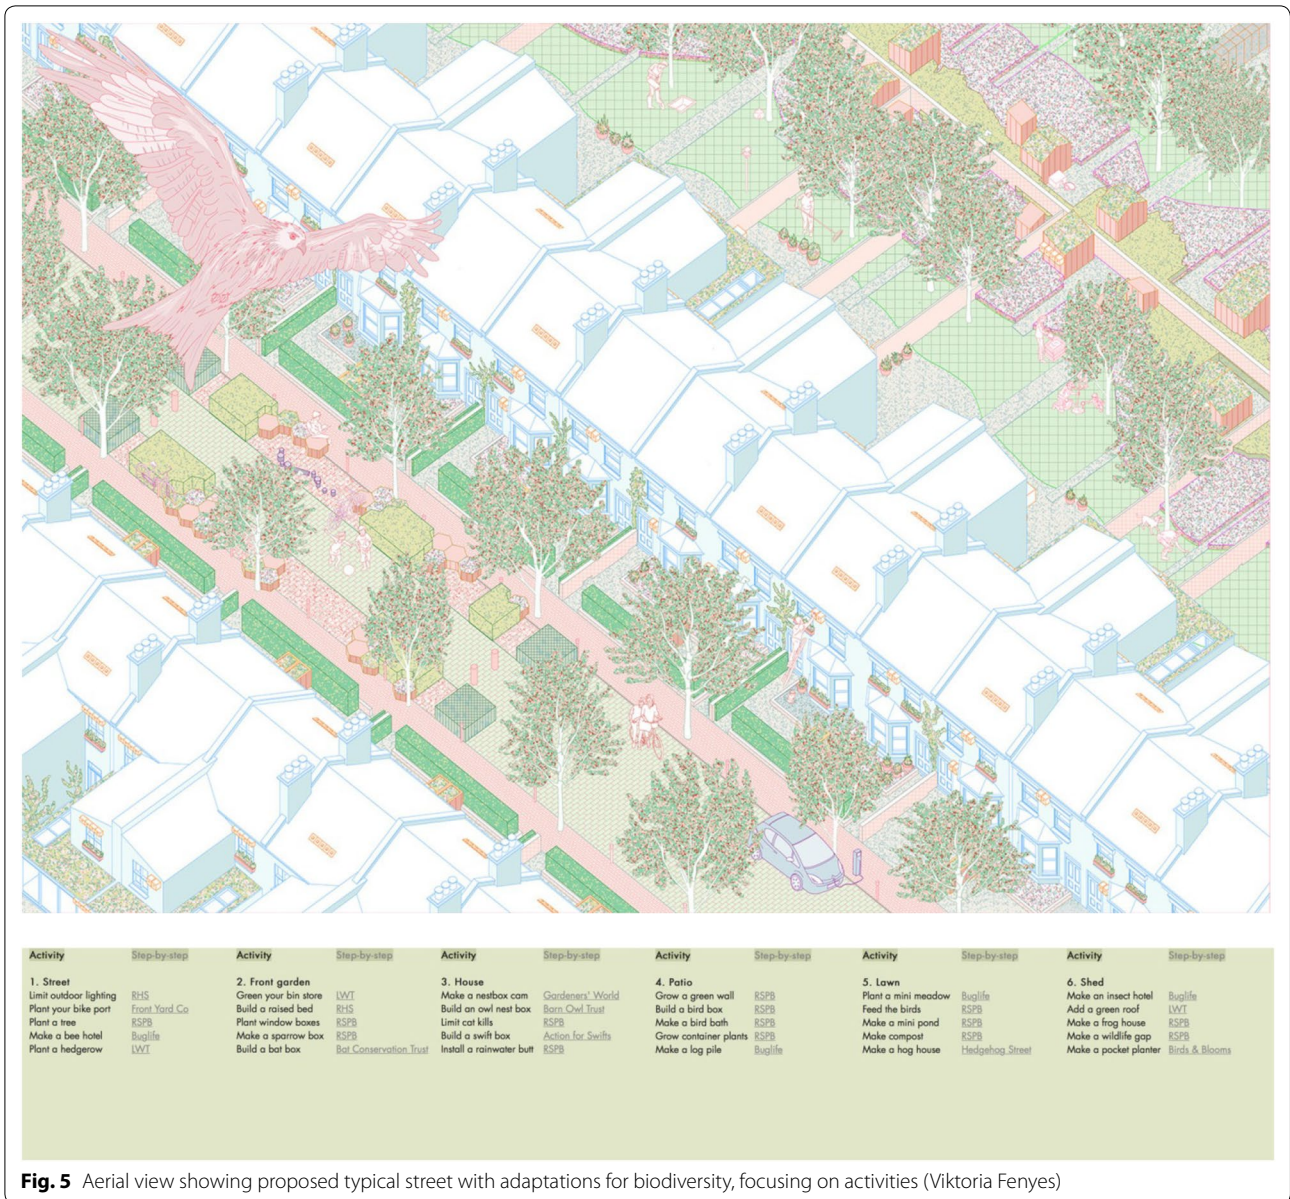 Activity Step-by-step Activity Step-by-step Activity Step-by-step Activity Step-by-step Activity Step-by-step Activity Step-by-step
1. Street 2. Front garden 3. House 4. Patio 5. Lawn 6. Shed
Limit outdoor lighting RHS Green your bin store LWT Make a nestbox cam Gardeners' World Grow a green wall RSPB Plant a mini meadow Buglife Make an insect hotel Buglife
Plant your bike port Front Yard Co Build a raised bed RHS Build an owl nest box Barn Owl Trust Build a bird box RSPB Feed the birds RSPB Add a green roof LWT
Plant a tree RSPB Plant window boxes RSPB Limit cat kills RSPB Make a bird bath RSPB Make a mini pond RSPB Make a frog house RSPB
Make a bee hotel Buglife Make a sparrow box RSPB Build a swift box Action for Swifts Grow container plants RSPB Make compost RSPB Make a wildlife gap RSPB
Plant a hedgerow LWT Build a bat box Bat Conservation Trust Install a rainwater butt RSPB Make a log pile Buglife Make a hog house Hedgehog Street Make a pocket planter Birds & Blooms
Fig. 5 Aerial view showing proposed typical street with adaptations for biodiversity, focusing on activities (Viktoria Fenyes)